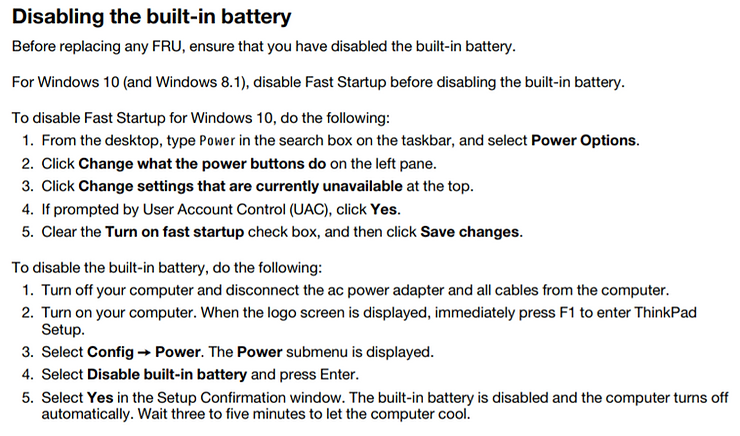 Disabling the built-in battery
Before replacing any FRU, ensure that you have disabled the built-in battery.
For Windows 10 (and Windows 8.1), disable Fast Startup before disabling the built-in battery.
To disable Fast Startup for Windows 10, do the following:
1. From the desktop, type Power in the search box on the taskbar, and select Power Options.
2. Click Change what the power buttons do on the left pane.
3. Click Change settings that are currently unavailable at the top.
4. If prompted by User Account Control (UAC), click Yes.
5. Clear the Turn on fast startup check box, and then click Save changes.
To disable the built-in battery, do the following:
1. Turn off your computer and disconnect the ac power adapter and all cables from the computer.
2. Turn on your computer. When the logo screen is displayed, immediately press F1 to enter ThinkPad
Setup.
3. Select Config → Power. The Power submenu is displayed.
4. Select Disable built-in battery and press Enter.
5. Select Yes in the Setup Confirmation window. The built-in battery is disabled and the computer turns off
automatically. Wait three to five minutes to let the computer cool.